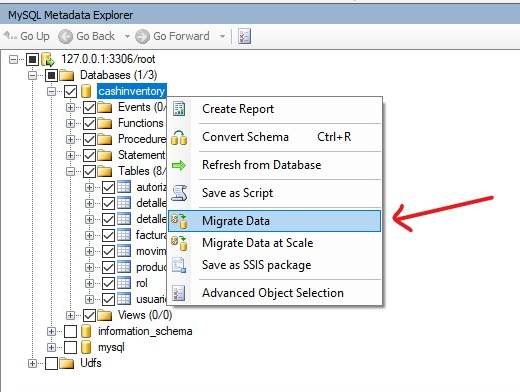 MySQL Metadata Explorer
Go Up Go Back Go Forward
127.0.0.1:3306/root
Databases (1/3)
cashinventory
Events (0/
Functions
Procedure
Statement
Tables (8/
autoriz
detalle
detalle
factura
movim
produc
rol
usuari
Views (0/0)
information_schema
mysql
Udfs
Create Report
Convert Schema Ctrl+R
Refresh from Database
Save as Script
Migrate Data
Migrate Data at Scale
Save as SSIS package
Advanced Object Selection